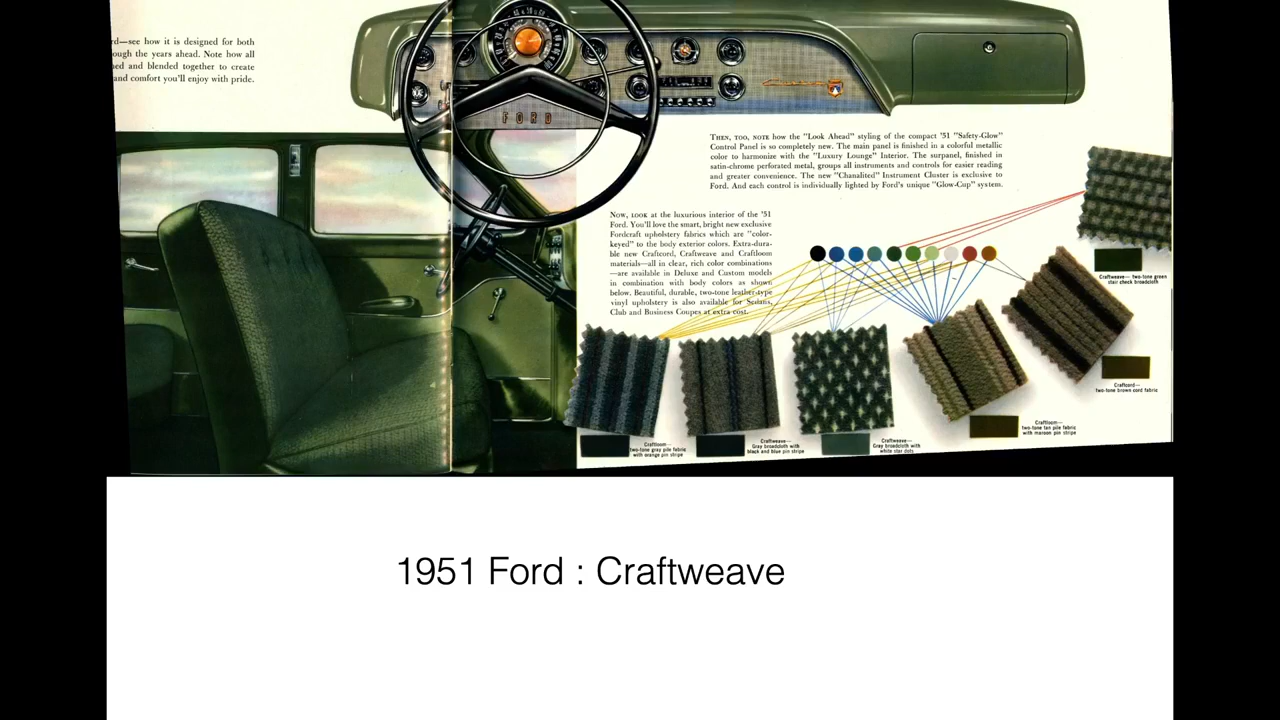 rd—see how it is designed for both
ough the years ahead. Note how all
ned and blended together to create
and comfort you'll enjoy with pride.
FORD
THEN, TOO, NOTE how the "Look Ahead" styling of the compact '51 "Safety-Glow"
Control Panel is so completely new. The main panel is finished in a colorful metallic
color to harmonize with the "Luxury Lounge" Interior. The surpanel, finished in
satin-chrome perforated metal, groups all instruments and controls for easier reading
and greater convenience. The new "Chanalited" Instrument Cluster is exclusive to
Ford. And each control is individually lighted by Ford's unique "Glow-Cup" system.
NOW, LOOK at the luxurious interior of the '51
Ford. You'll love the smart, bright new exclusive
Fordcraft upholstery fabrics which are "color-
keyed" to the body exterior colors. Extra-dura-
ble new Craftcord, Craftweave and Craftloom
materials—all in clear, rich color combinations
—are available in Deluxe and Custom models
in combination with body colors as shown
below. Beautiful, durable, two-tone leather-type
vinyl upholstery is also available for Sedans,
Club and Business Coupes at extra cost.
Craftweave— two-tone green
stair check broadcloth
Craftcord—
two-tone brown cord fabric
Craftloom—
two-tone tan pile fabric
with maroon pin stripe
Craftloom—
two-tone gray pile fabric
with orange pin stripe
Craftweave—
Gray broadcloth with
black and blue pin stripe
Craftweave—
Gray broadcloth with
white star dots
1951 Ford : Craftweave